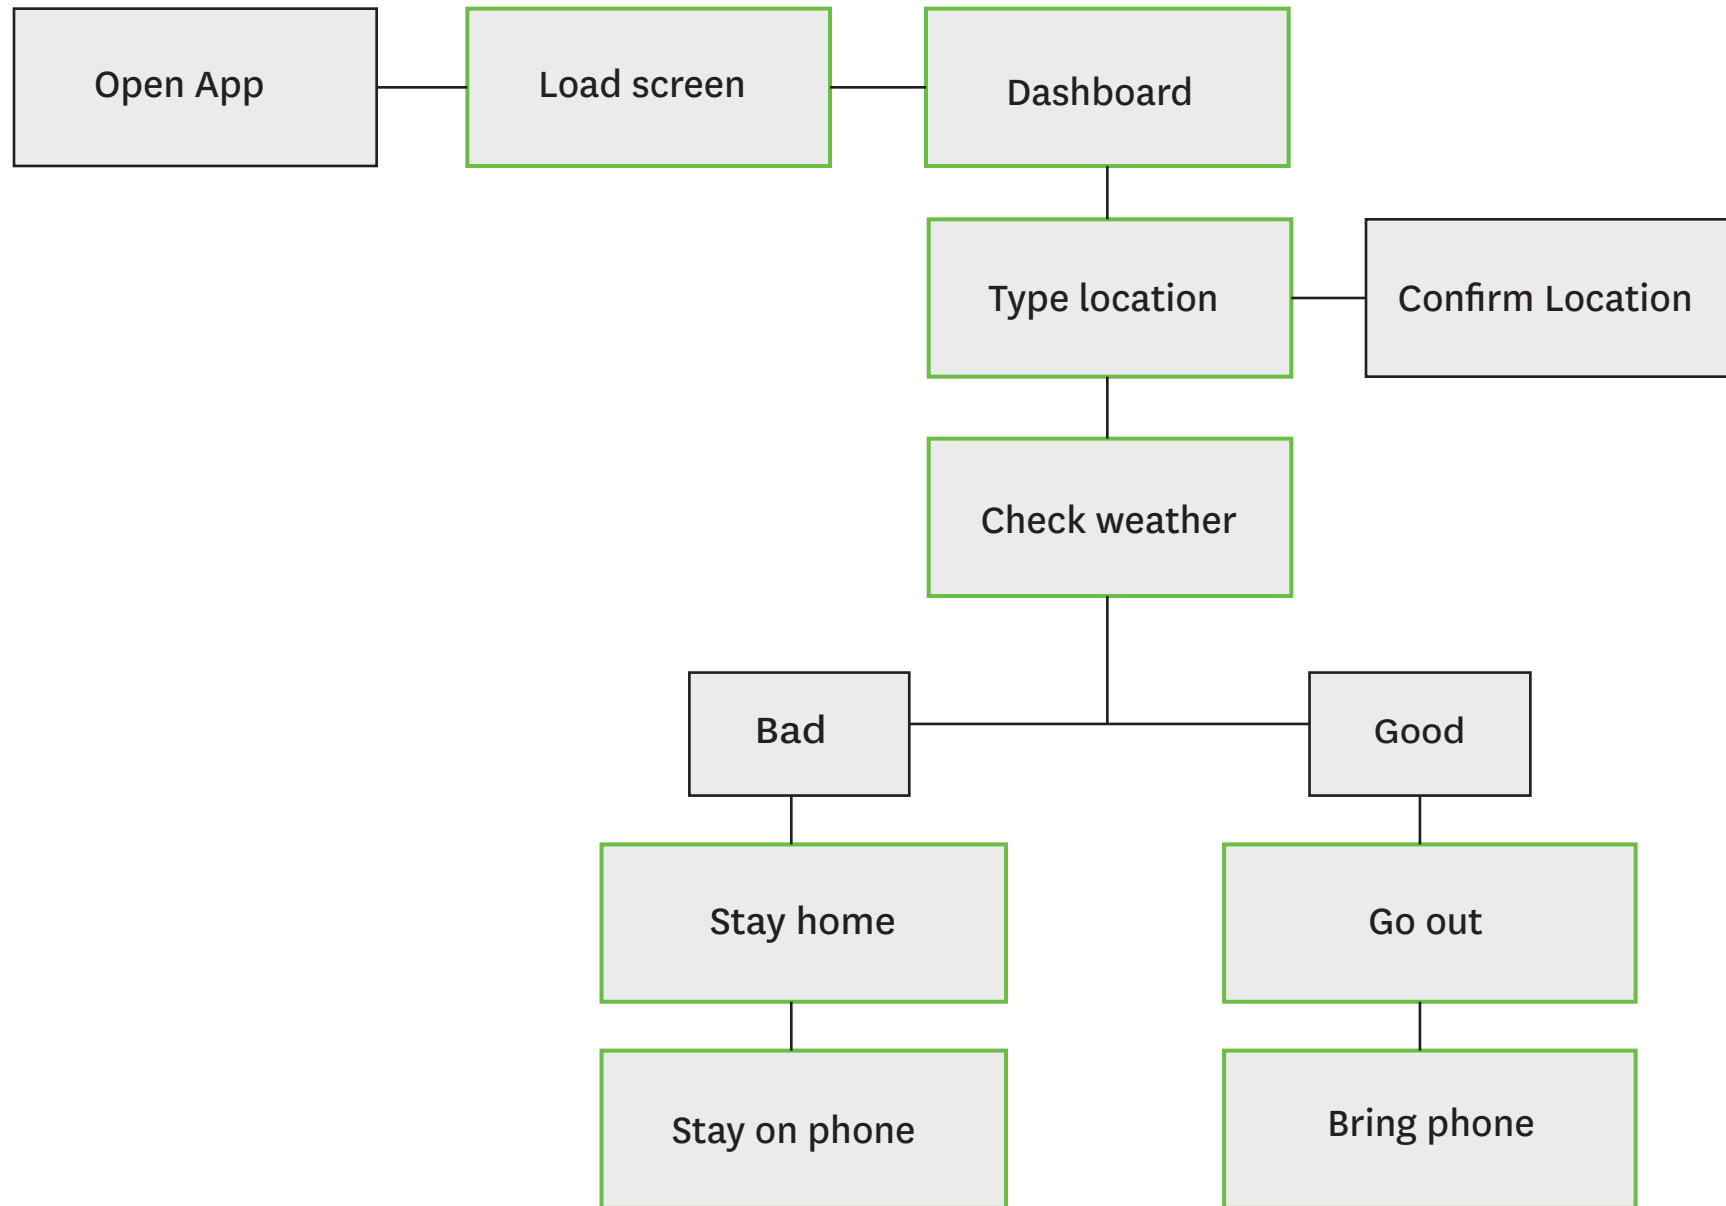 Open App
Load screen
Dashboard
Type location
Confirm Location
Check weather
Bad
Good
Stay home
Go out
Stay on phone
Bring phone